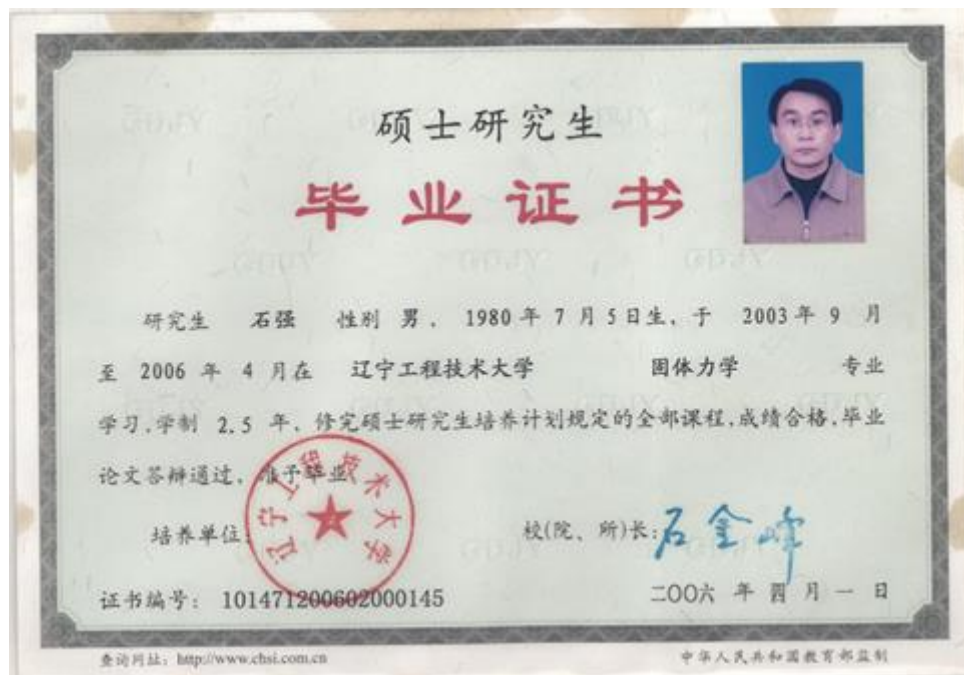 硕士研究生
毕业证书
研究生 石强 性别 男、 1980 年 7 月 5 日生、于 2003 年 9 月
至 2006 年 4 月在 辽宁工程技术大学 固体力学 专业
学习,学制 2.5 年、修完硕士研究生培养计划规定的全部课程,成绩合格,毕业
论文答辩通过、准予毕业
培养单位:
辽宁工程技术大学
校(院、所)长: 石金峰
证书编号: 101471200602000145
二〇〇六 年 四 月 一 日
查询网址: http://www.chsi.com.cn
中华人民共和国教育部监制